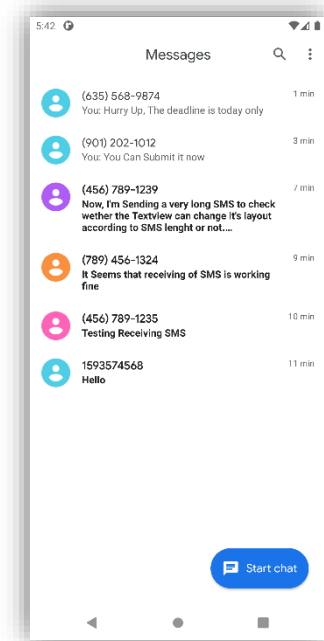 5:42
Messages
(635) 568-9874 1 min
You: Hurry Up, The deadline is today only
(901) 202-1012 3 min
You: You Can Submit it now
(456) 789-1239 7 min
Now, I'm Sending a very long SMS to check
wether the Textview can change it's layout
according to SMS lenght or not....
(789) 456-1324 9 min
It Seems that receiving of SMS is working
fine
(456) 789-1235 10 min
Testing Receiving SMS
1593574568 11 min
Hello
Start chat